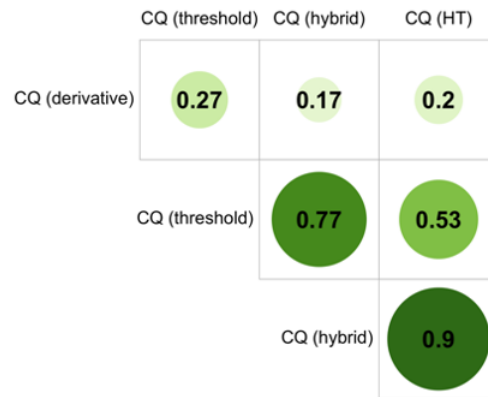 CQ (threshold) CQ (hybrid) CQ (HT)
CQ (derivative) 0.27 0.17 0.2
CQ (threshold) 0.77 0.53
CQ (hybrid) 0.9